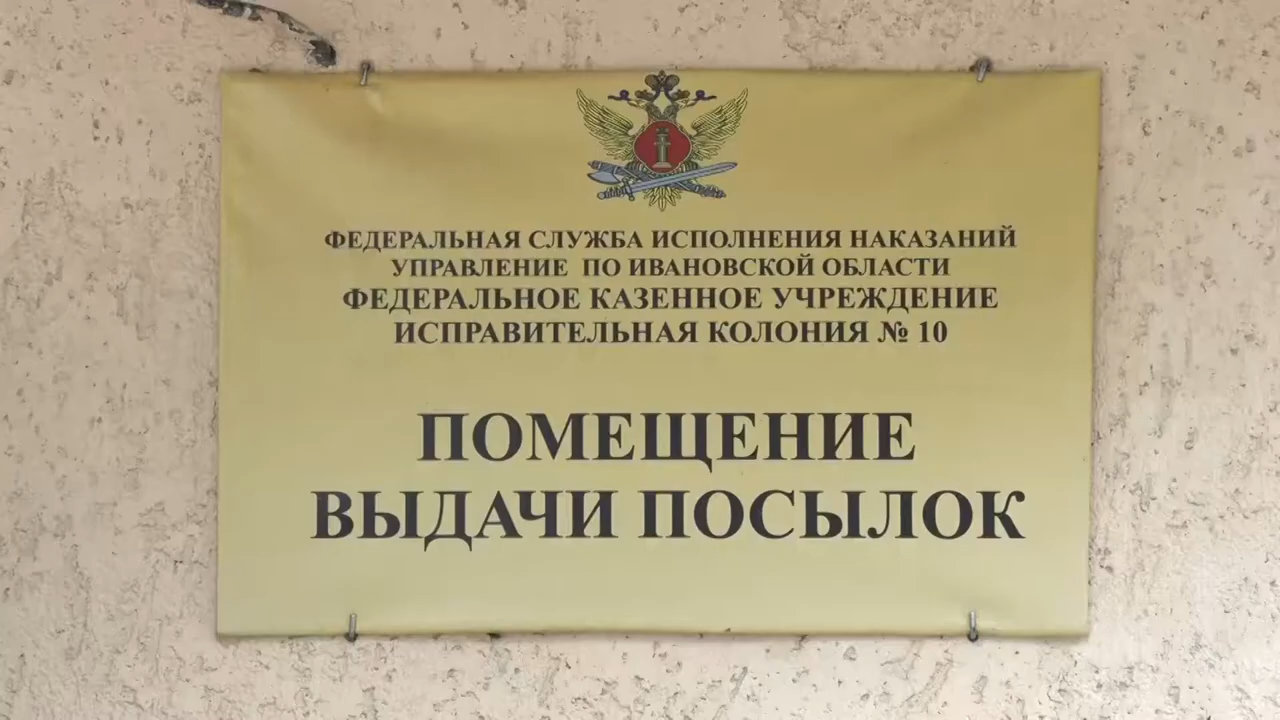 ФЕДЕРАЛЬНАЯ СЛУЖБА ИСПОЛНЕНИЯ НАКАЗАНИЙ
УПРАВЛЕНИЕ ПО ИВАНОВСКОЙ ОБЛАСТИ
ФЕДЕРАЛЬНОЕ КАЗЕННОЕ УЧРЕЖДЕНИЕ
ИСПРАВИТЕЛЬНАЯ КОЛОНИЯ № 10
ПОМЕЩЕНИЕ
ВЫДАЧИ ПОСЫЛОК